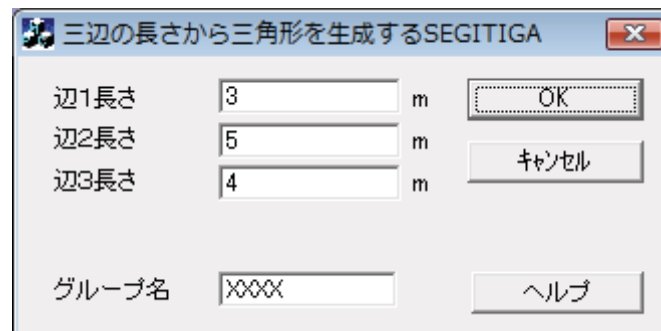 三辺の長さから三角形を生成するSEGITIGA
辺1長さ 3 m OK
辺2長さ 5 m キャンセル
辺3長さ 4 m
グループ名 XXXX ヘルプ